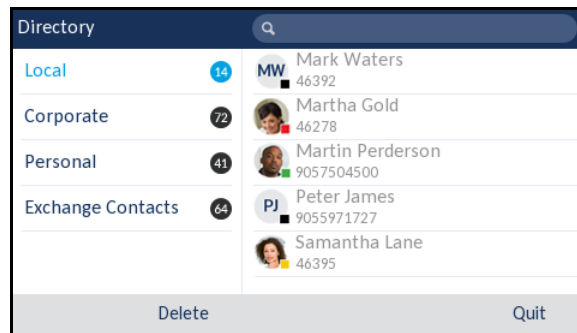 Directory
Local 14
Corporate 72
Personal 41
Exchange Contacts 64
MW Mark Waters
46392
Martha Gold
46278
Martin Perderson
9057504500
PJ Peter James
9055971727
Samantha Lane
46395
Delete Quit